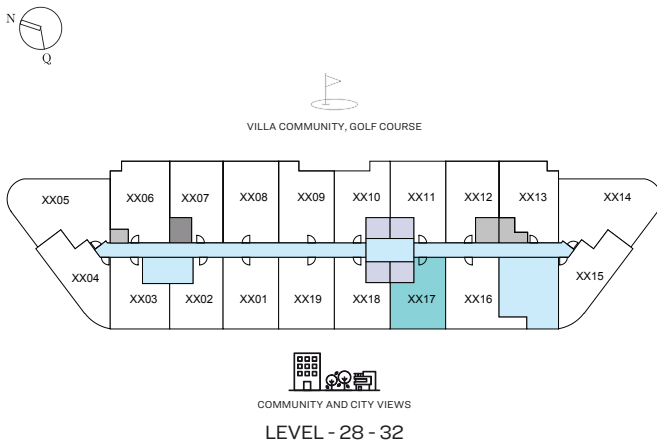 N
Q
VILLA COMMUNITY, GOLF COURSE
XX05 XX06 XX07 XX08 XX09 XX10 XX11 XX12 XX13 XX14
XX04 XX03 XX02 XX01 XX19 XX18 XX17 XX16 XX15
COMMUNITY AND CITY VIEWS
LEVEL - 28 - 32